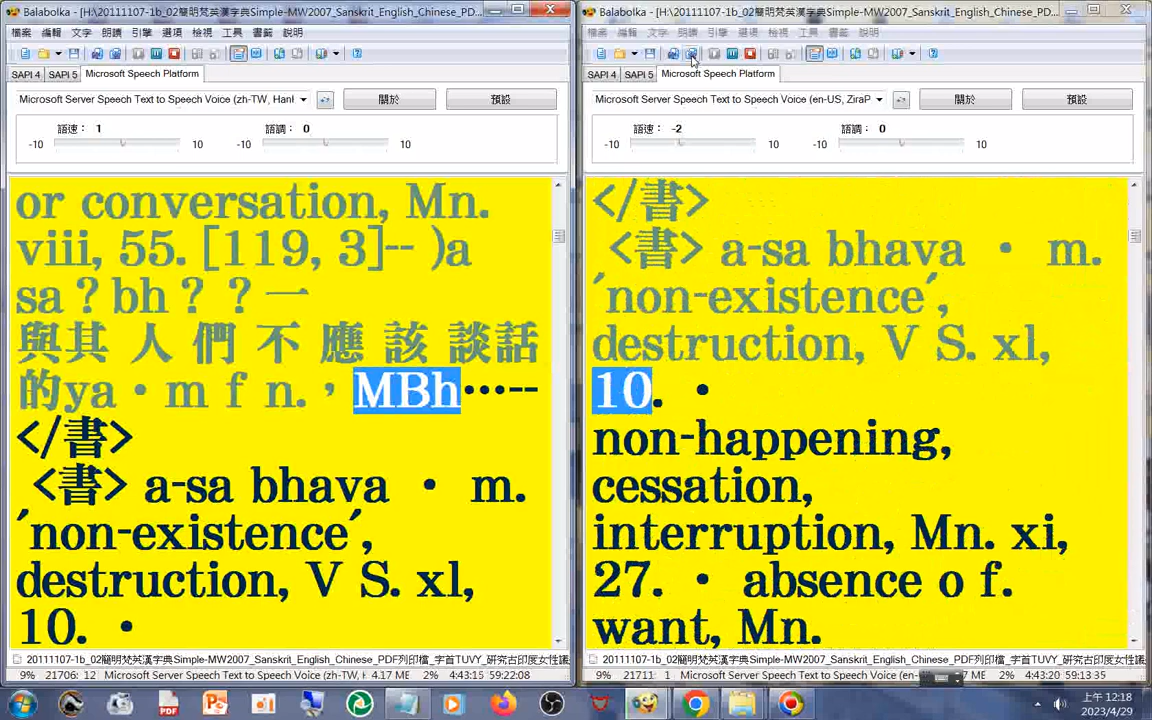 Balabolka - [H:\20111107-1b_02簡明梵英漢字典Simple-MW2007_Sanskrit_English_Chinese_PD...
檔案 編輯 文字 朗讀 引擎 選項 檢視 工具 書籤 說明
SAPI 4 SAPI 5 Microsoft Speech Platform
Microsoft Server Speech Text to Speech Voice (zh-TW, HanH 關於 預設
語速： 1 語調： 0
-10 10 -10 10
or conversation, Mn.
viii, 55. [119, 3]-- )a
sa？bh？？一
與其 人 們 不 應 該 談話
的ya・m f n.，MBh…--
</書>
<書> a-sa bhava ・ m.
´non-existence´,
destruction, V S. xl,
10. ・
20111107-1b_02簡明梵英漢字典Simple-MW2007_Sanskrit_English_Chinese_PDF列印檔_字首TUVY_研究古印度女性議
9% 21706: 12 Microsoft Server Speech Text to Speech Voice (zh-TW, H 4.17 ME 2% 4:43:15 59:22:08
Balabolka - [H:\20111107-1b_02簡明梵英漢字典Simple-MW2007_Sanskrit_English_Chinese_PD...
檔案 編輯 文字 朗讀 引擎 選項 檢視 工具 書籤 說明
SAPI 4 SAPI 5 Microsoft Speech Platform
Microsoft Server Speech Text to Speech Voice (en-US, ZiraP 關於 預設
語速： -2 語調： 0
-10 10 -10 10
</書>
<書> a-sa bhava ・ m.
´non-existence´,
destruction, V S. xl,
10. ・
non-happening,
cessation,
interruption, Mn. xi,
27. ・ absence o f.
want, Mn.
20111107-1b_02簡明梵英漢字典Simple-MW2007_Sanskrit_English_Chinese_PDF列印檔_字首TUVY_研究古印度女性議
9% 21711: 1 Microsoft Server Speech Text to Speech Voice (en- 4.17 ME 2% 4:43:20 59:13:35
上午 12:18
2023/4/29